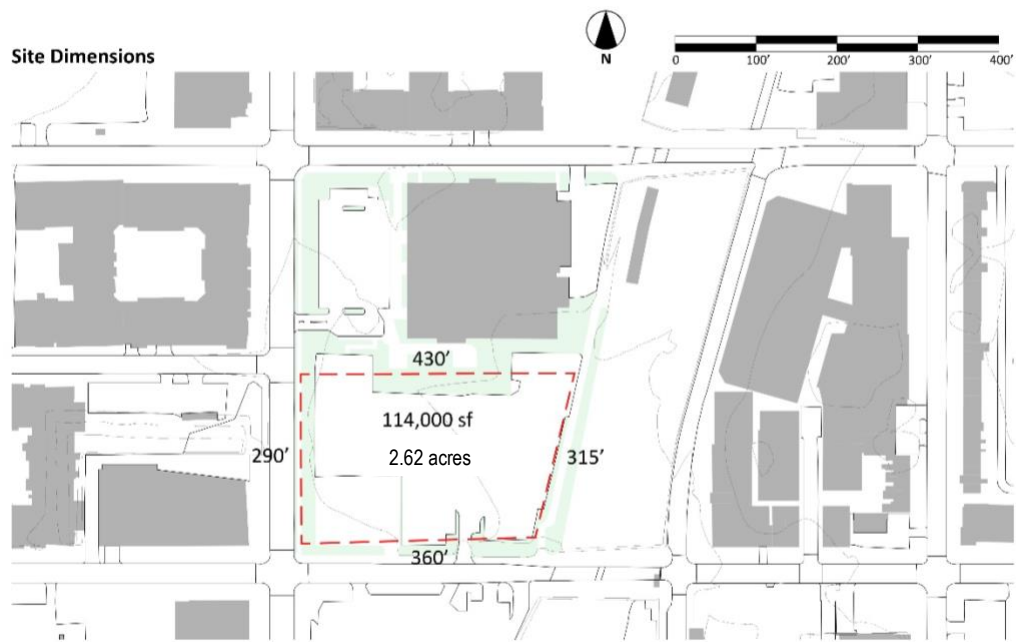 Site Dimensions
N
0 100’ 200’ 300’ 400’
430’
114,000 sf
290’ 2.62 acres 315’
360’